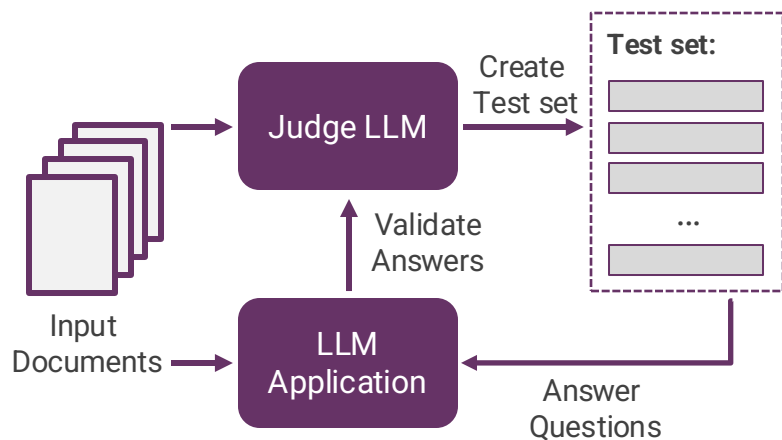 Test set:
Create
Test set
Judge LLM
Validate
Answers
...
Input
Documents
LLM
Application
Answer
Questions